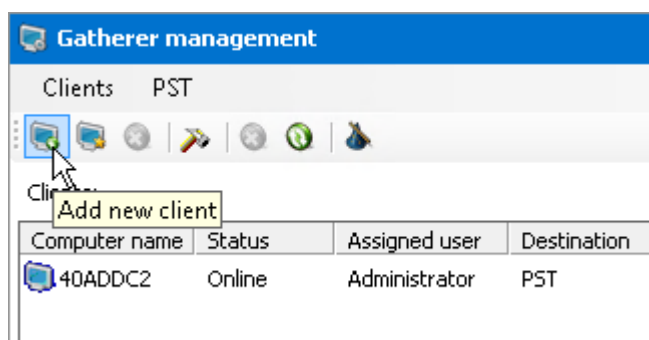 Gatherer management
Clients PST
Add new client
Computer name Status Assigned user Destination
40ADDC2 Online Administrator PST